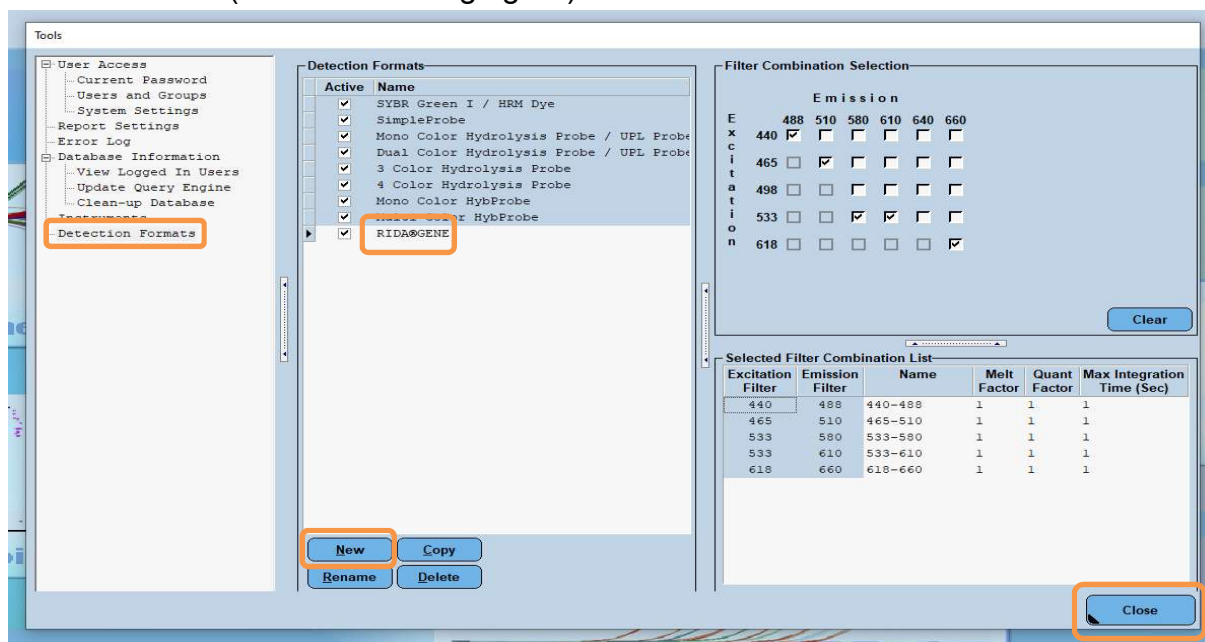 Tools
User Access
Current Password
Users and Groups
System Settings
Report Settings
Error Log
Database Information
View Logged In Users
Update Query Engine
Clean-up Database
Instruments
Detection Formats
Detection Formats
Active Name
SYBR Green I / HRM Dye
SimpleProbe
Mono Color Hydrolysis Probe / UPL Probe
Dual Color Hydrolysis Probe / UPL Probe
3 Color Hydrolysis Probe
4 Color Hydrolysis Probe
Mono Color HybProbe
Multi Color HybProbe
RIDA®GENE
New Copy
Rename Delete
Filter Combination Selection
Emission
Excitation
488 510 580 610 640 660
440
465
498
533
618
Clear
Selected Filter Combination List
Excitation Filter Emission Filter Name Melt Factor Quant Factor Max Integration Time (Sec)
440 488 440-488 1 1 1
465 510 465-510 1 1 1
533 580 533-580 1 1 1
533 610 533-610 1 1 1
618 660 618-660 1 1 1
Close